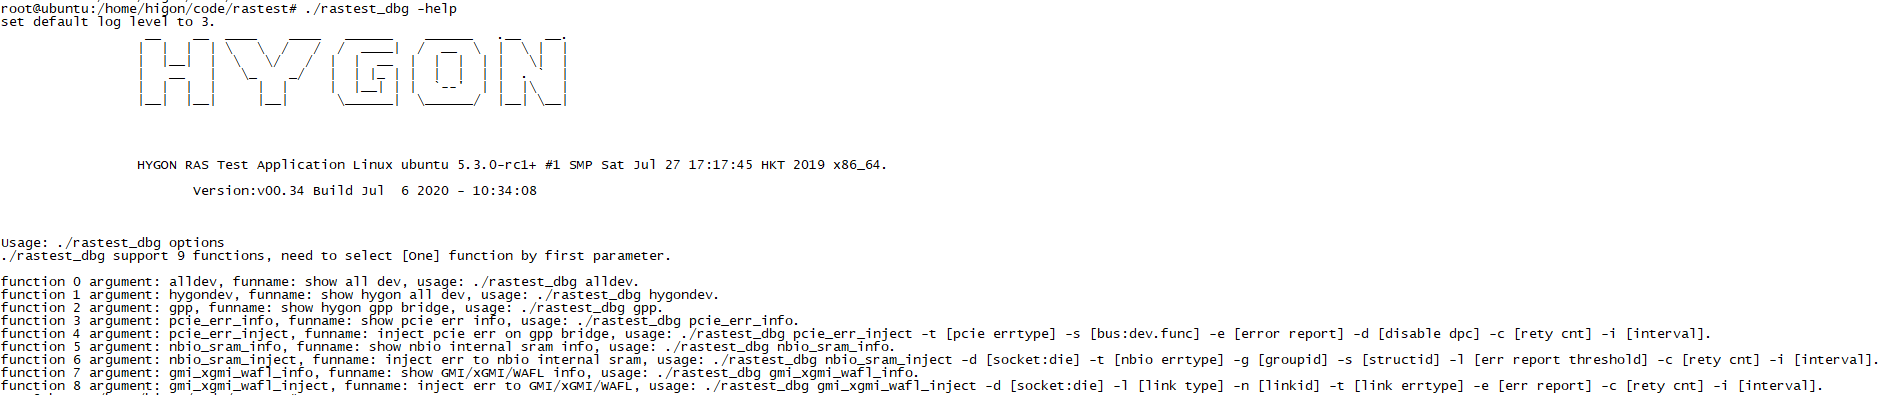 root@ubuntu:/home/higon/code/rastest# ./rastest_dbg -help
set default log level to 3.
HYGON
HYGON RAS Test Application Linux ubuntu 5.3.0-rc1+ #1 SMP Sat Jul 27 17:17:45 HKT 2019 x86_64.
Version:v00.34 Build Jul  6 2020 - 10:34:08
Usage: ./rastest_dbg options
./rastest_dbg support 9 functions, need to select [One] function by first parameter.
function 0 argument: alldev, funname: show all dev, usage: ./rastest_dbg alldev.
function 1 argument: hygondev, funname: show hygon all dev, usage: ./rastest_dbg hygondev.
function 2 argument: gpp, funname: show hygon gpp bridge, usage: ./rastest_dbg gpp.
function 3 argument: pcie_err_info, funname: show pcie err info, usage: ./rastest_dbg pcie_err_info.
function 4 argument: pcie_err_inject, funname: inject pcie err on gpp bridge, usage: ./rastest_dbg pcie_err_inject -t [pcie errtype] -s [bus:dev.func] -e [error report] -d [disable dpc] -c [rety cnt] -i [interval].
function 5 argument: nbio_sram_info, funname: show nbio internal sram info, usage: ./rastest_dbg nbio_sram_info.
function 6 argument: nbio_sram_inject, funname: inject err to nbio internal sram, usage: ./rastest_dbg nbio_sram_inject -d [socket:die] -t [nbio errtype] -g [groupid] -s [structid] -l [err report threshold] -c [rety cnt] -i [interval].
function 7 argument: gmi_xgmi_wafl_info, funname: show GMI/xGMI/WAFL info, usage: ./rastest_dbg gmi_xgmi_wafl_info.
function 8 argument: gmi_xgmi_wafl_inject, funname: inject err to GMI/xGMI/WAFL, usage: ./rastest_dbg gmi_xgmi_wafl_inject -d [socket:die] -l [link type] -n [linkid] -t [link errtype] -e [err report] -c [rety cnt] -i [interval].